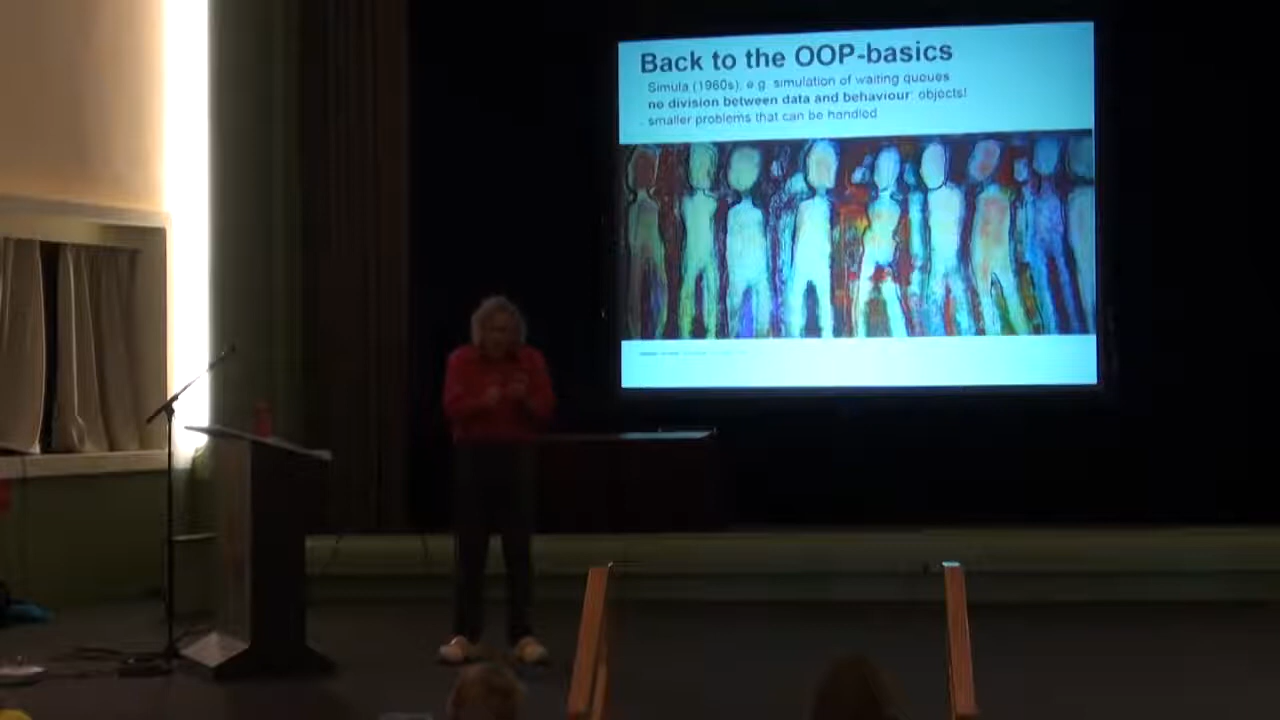 Back to the OOP-basics
Simula (1960s), e.g. simulation of waiting queues
no division between data and behaviour: objects!
smaller problems that can be handled